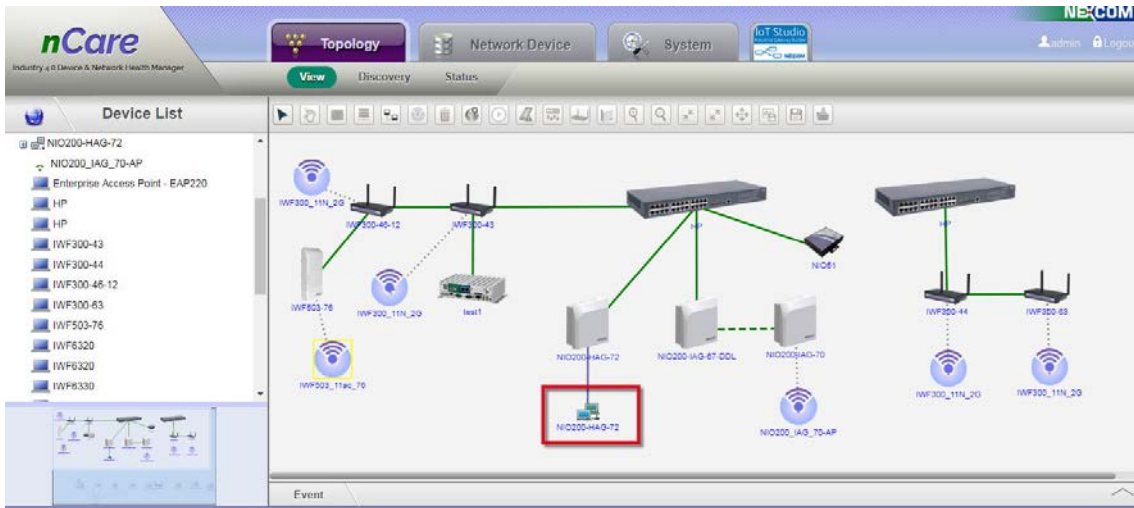 NEXCOM
nCare
Industry 4.0 Device & Network Health Manager
Topology
Network Device
System
IoT Studio
admin
Logou
View
Discovery
Status
Device List
NIO200-HAG-72
NIO200_IAG_70-AP
Enterprise Access Point - EAP220
HP
HP
IWF300-43
IWF300-44
IWF300-46-12
IWF300-63
IWF503-76
IWF6320
IWF6320
IWF6330
IWF300_11N_2G
IWF300-46-12
IWF300-43
HP
HP
NIO51
IWF503-76
IWF300_11N_2G
test1
IWF300-44
IWF300-63
NIO200-HAG-72
NIO200-IAG-67-DDL
NIO200-IAG-70
IWF503_11ac_76
IWF300_11N_2G
IWF300_11N_2G
NIO200-HAG-72
NIO200_IAG_70-AP
Event